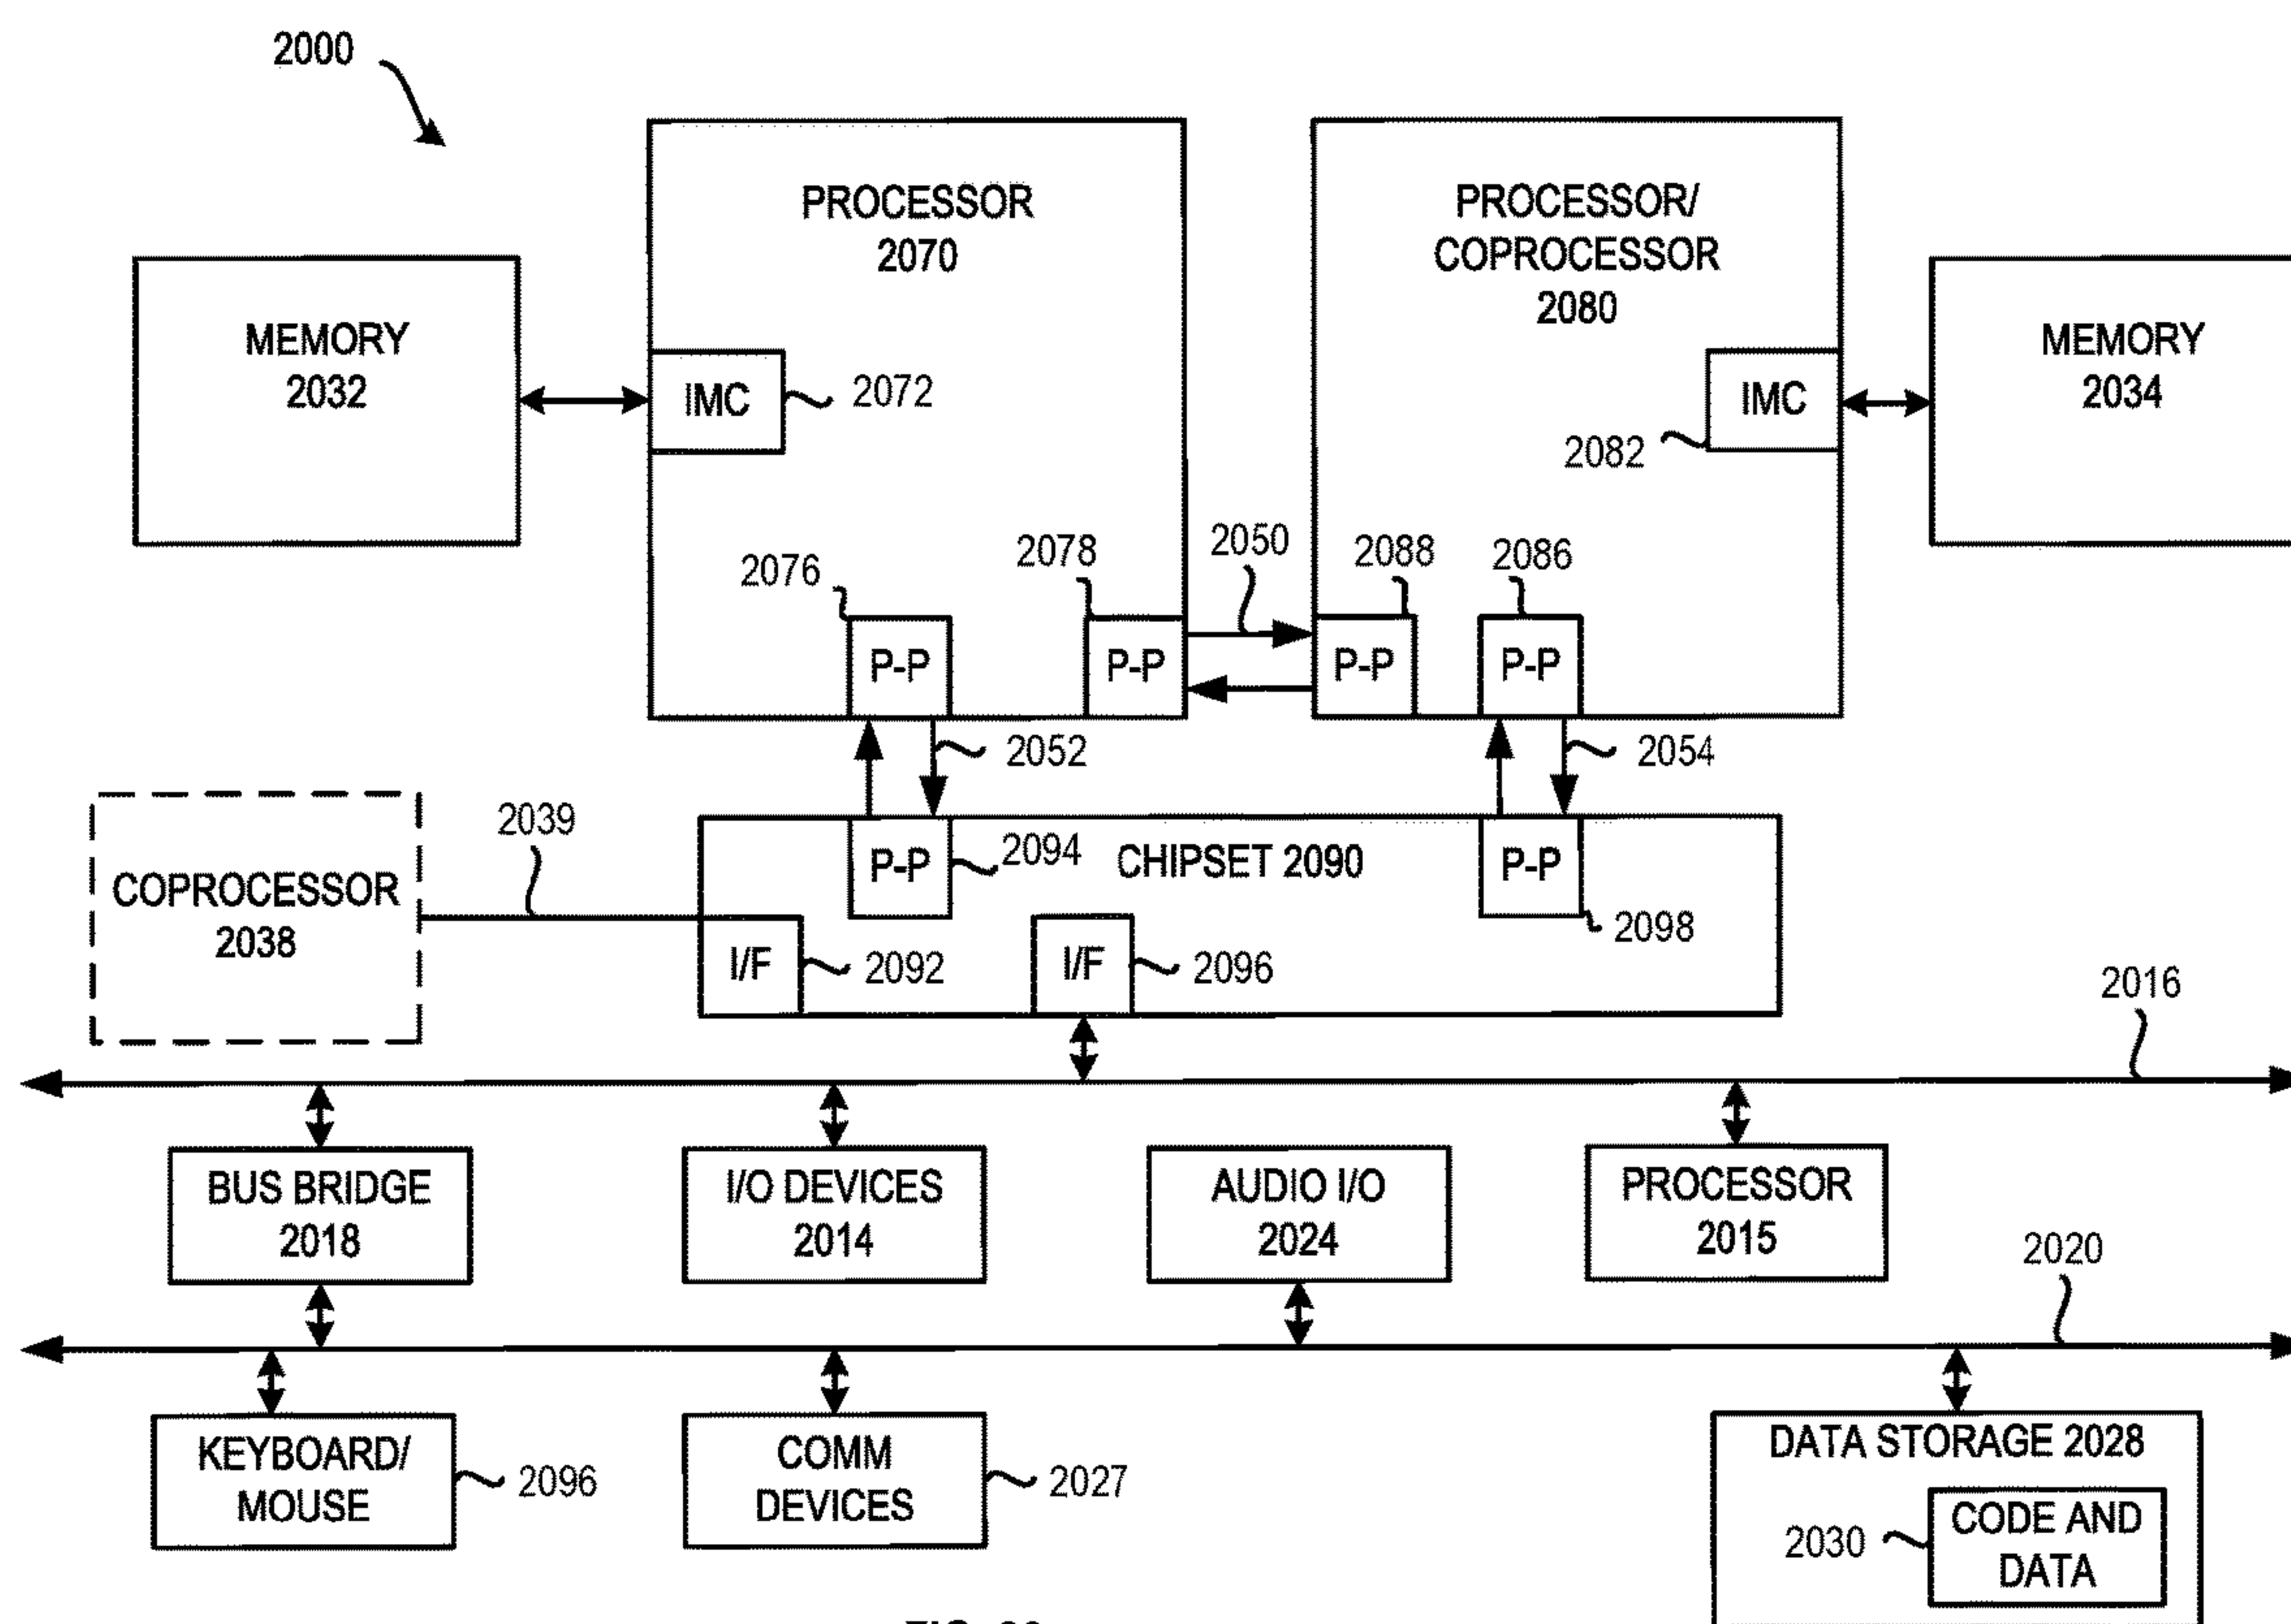 2000
PROCESSOR
2070
PROCESSOR/
COPROCESSOR
2080
MEMORY
2032
IMC
2072
IMC
2082
MEMORY
2034
2076
2078
2050
2088
2086
P-P
P-P
P-P
P-P
2052
2054
COPROCESSOR
2038
2039
P-P
2094
CHIPSET 2090
P-P
2098
I/F
2092
I/F
2096
2016
BUS BRIDGE
2018
I/O DEVICES
2014
AUDIO I/O
2024
PROCESSOR
2015
2020
KEYBOARD/
MOUSE
2096
COMM
DEVICES
2027
DATA STORAGE 2028
2030
CODE AND
DATA